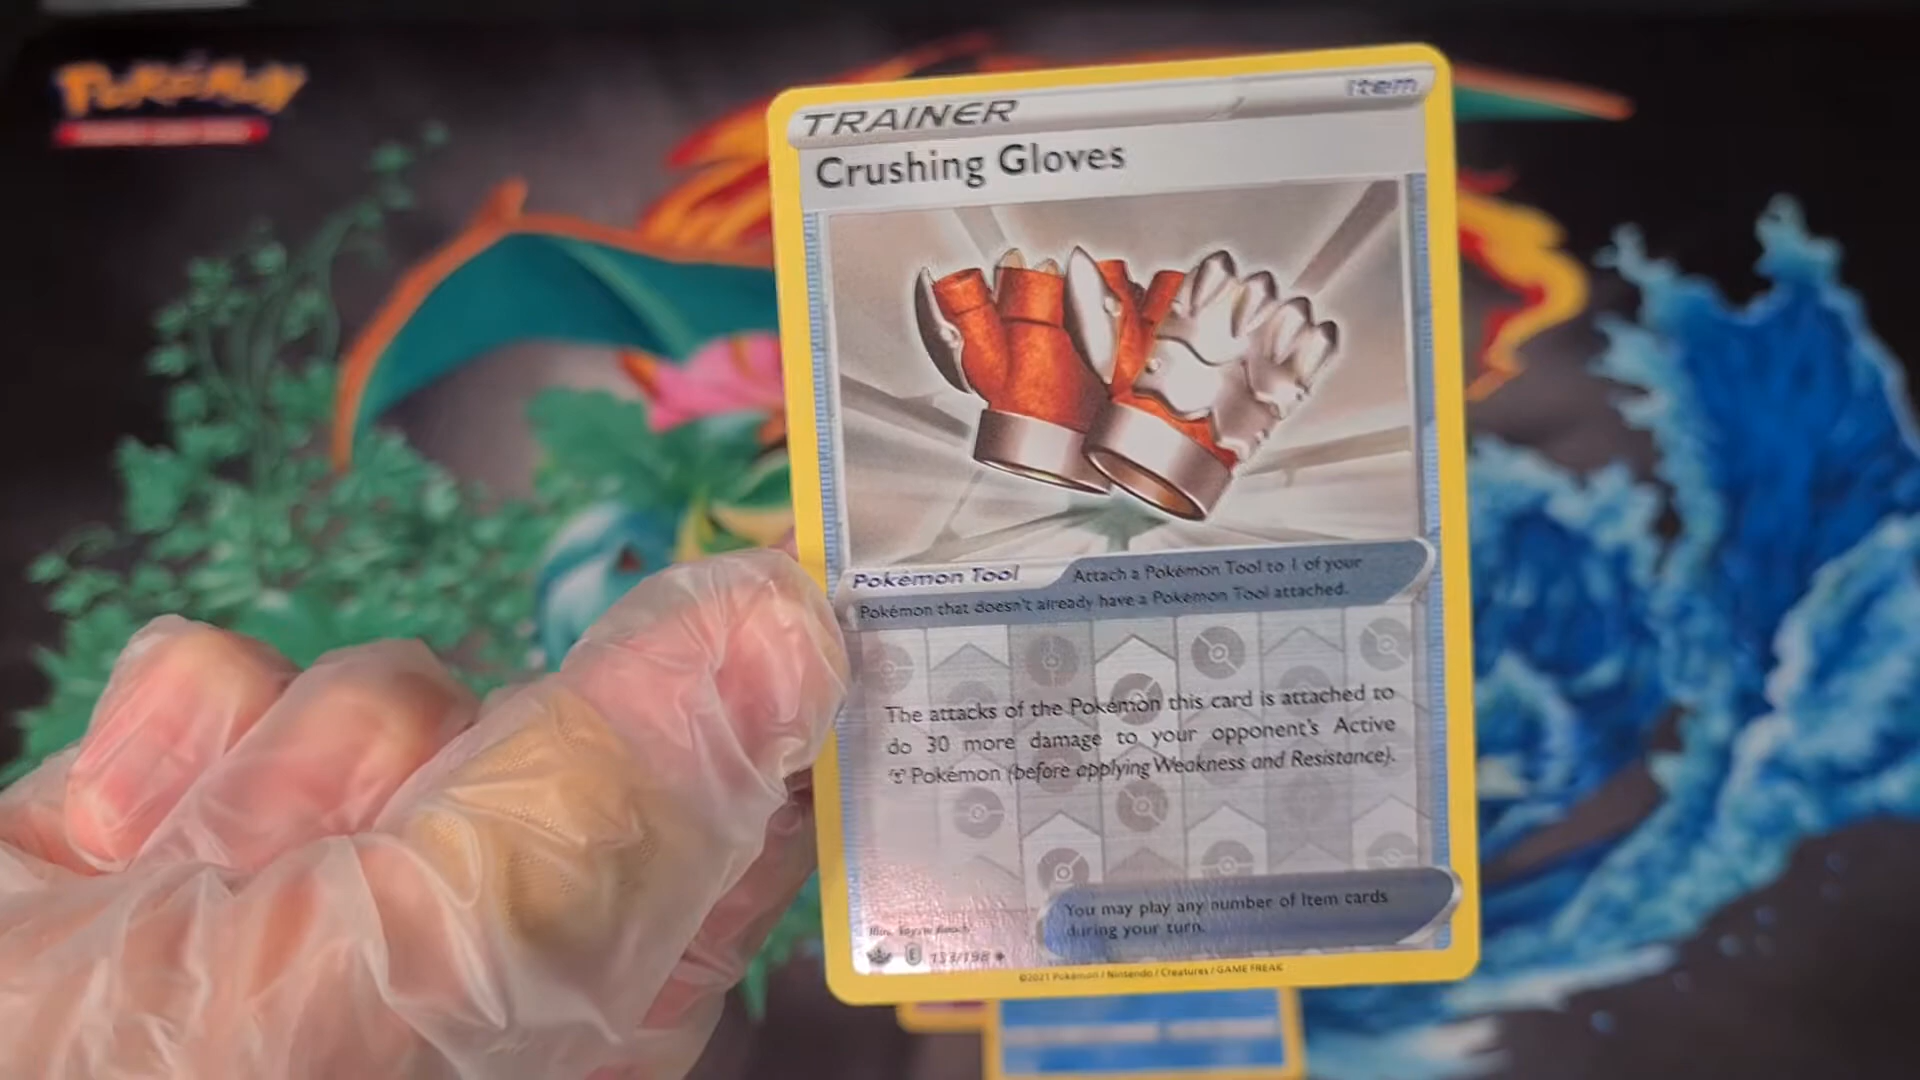 Pokémon
TRAINER
Item
Crushing Gloves
Pokémon Tool
Attach a Pokémon Tool to 1 of your
Pokémon that doesn't already have a Pokémon Tool attached.
The attacks of the Pokémon this card is attached to
do 30 more damage to your opponent's Active
Pokémon (before applying Weakness and Resistance).
You may play any number of Item cards
during your turn.
E
133/198
©2021 Pokémon / Nintendo / Creatures / GAME FREAK